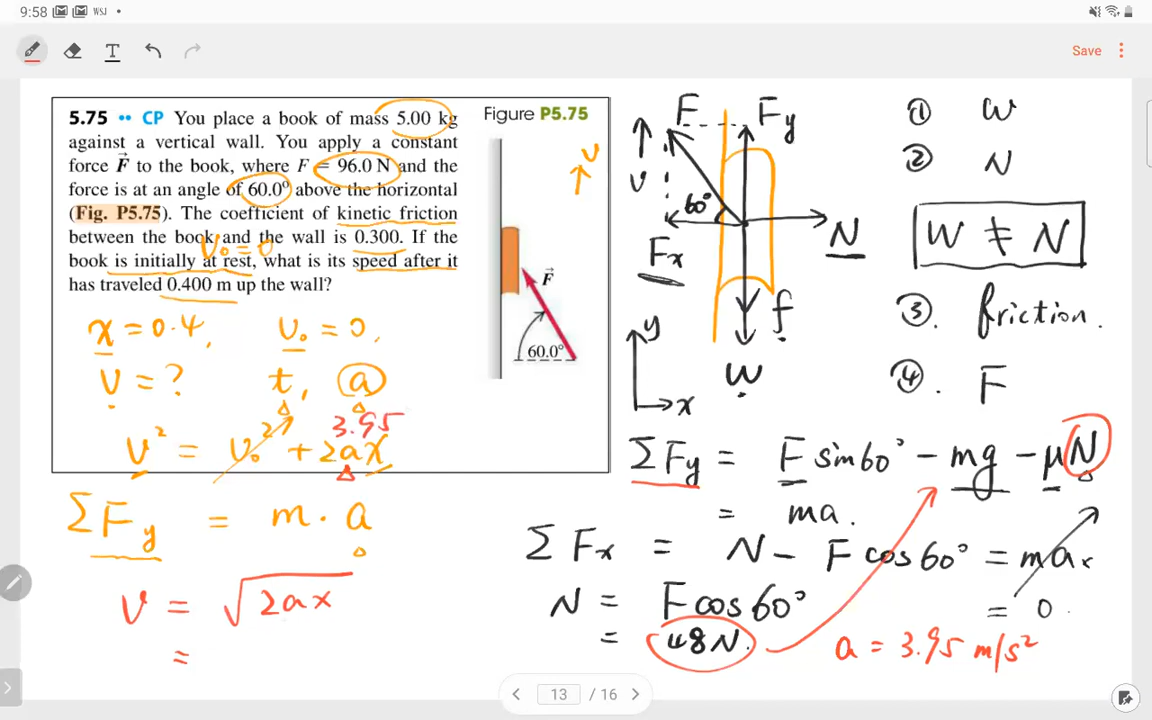 9:58 WSJ
T Save
5.75 •• CP You place a book of mass 5.00 kg
against a vertical wall. You apply a constant
force F⃗ to the book, where F = 96.0 N and the
force is at an angle of 60.0° above the horizontal
(Fig. P5.75). The coefficient of kinetic friction
between the book and the wall is 0.300. If the
book is initially at rest, what is its speed after it
has traveled 0.400 m up the wall?
v₀ = 0
Figure P5.75
v
F⃗
60.0°
x = 0.4, v₀ = 0,
v = ? t, a
3.95
v² = v₀² + 2ax
ΣFy = m · a
v = √2ax
=
F Fy
v
60°
N
Fx
f
y
w
x
① W
② N
W ≠ N
③. friction.
④. F
ΣFy = F sin60° − mg − μN
= ma.
ΣFx = N − F cos60° = max
= 0.
N = F cos60°
= 48N.
a = 3.95 m/s²
13 / 16